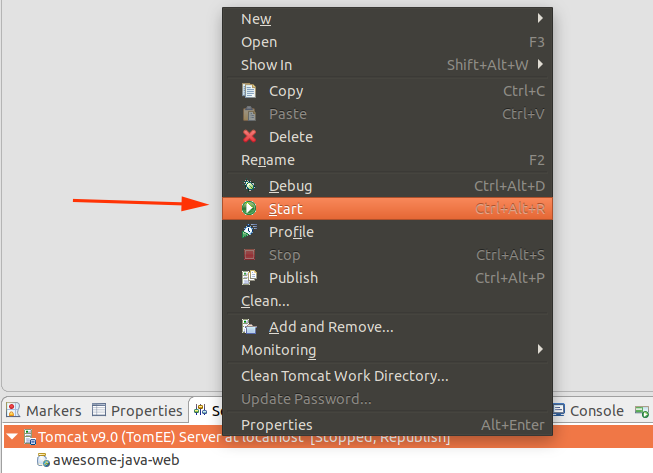 New
Open F3
Show In Shift+Alt+W
Copy Ctrl+C
Paste Ctrl+V
Delete
Rename F2
Debug Ctrl+Alt+D
Start Ctrl+Alt+R
Profile
Stop Ctrl+Alt+S
Publish Ctrl+Alt+P
Clean...
Add and Remove...
Monitoring
Clean Tomcat Work Directory...
Update Password...
Properties Alt+Enter
Markers Properties Console
Tomcat v9.0 (TomEE) Server at localhost [Stopped, Republish]
awesome-java-web